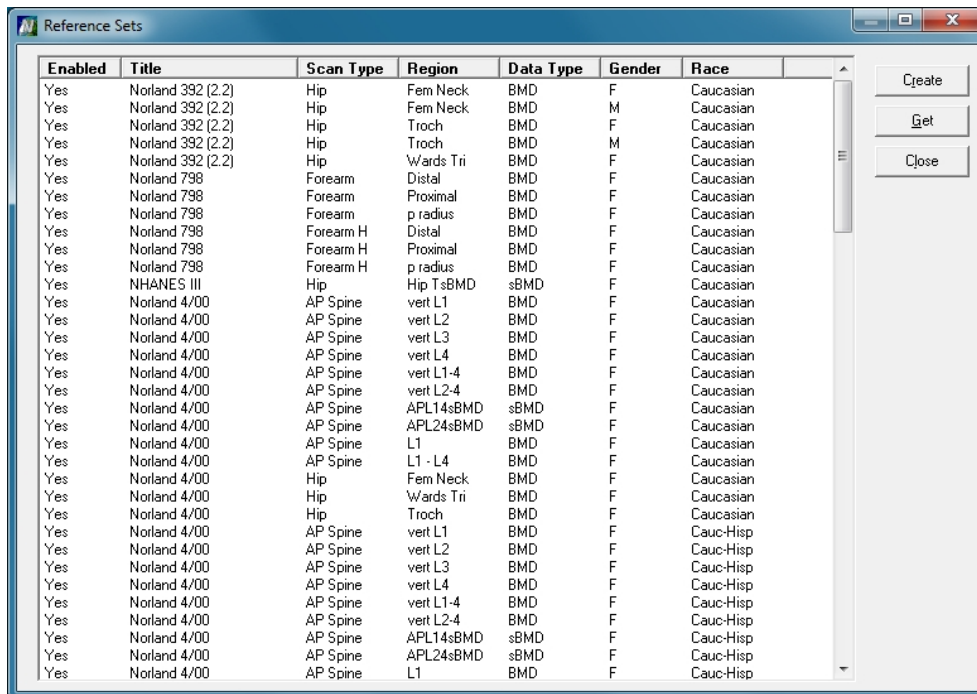 Reference Sets
Enabled Title Scan Type Region Data Type Gender Race
Yes Norland 392 (2.2) Hip Fem Neck BMD F Caucasian
Yes Norland 392 (2.2) Hip Fem Neck BMD M Caucasian
Yes Norland 392 (2.2) Hip Troch BMD F Caucasian
Yes Norland 392 (2.2) Hip Troch BMD M Caucasian
Yes Norland 392 (2.2) Hip Wards Tri BMD F Caucasian
Yes Norland 798 Forearm Distal BMD F Caucasian
Yes Norland 798 Forearm Proximal BMD F Caucasian
Yes Norland 798 Forearm p radius BMD F Caucasian
Yes Norland 798 Forearm H Distal BMD F Caucasian
Yes Norland 798 Forearm H Proximal BMD F Caucasian
Yes Norland 798 Forearm H p radius BMD F Caucasian
Yes NHANES III Hip Hip TsBMD sBMD F Caucasian
Yes Norland 4/00 AP Spine vert L1 BMD F Caucasian
Yes Norland 4/00 AP Spine vert L2 BMD F Caucasian
Yes Norland 4/00 AP Spine vert L3 BMD F Caucasian
Yes Norland 4/00 AP Spine vert L4 BMD F Caucasian
Yes Norland 4/00 AP Spine vert L1-4 BMD F Caucasian
Yes Norland 4/00 AP Spine vert L2-4 BMD F Caucasian
Yes Norland 4/00 AP Spine APL14sBMD sBMD F Caucasian
Yes Norland 4/00 AP Spine APL24sBMD sBMD F Caucasian
Yes Norland 4/00 AP Spine L1 BMD F Caucasian
Yes Norland 4/00 AP Spine L1 - L4 BMD F Caucasian
Yes Norland 4/00 Hip Fem Neck BMD F Caucasian
Yes Norland 4/00 Hip Wards Tri BMD F Caucasian
Yes Norland 4/00 Hip Troch BMD F Caucasian
Yes Norland 4/00 AP Spine vert L1 BMD F Cauc-Hisp
Yes Norland 4/00 AP Spine vert L2 BMD F Cauc-Hisp
Yes Norland 4/00 AP Spine vert L3 BMD F Cauc-Hisp
Yes Norland 4/00 AP Spine vert L4 BMD F Cauc-Hisp
Yes Norland 4/00 AP Spine vert L1-4 BMD F Cauc-Hisp
Yes Norland 4/00 AP Spine vert L2-4 BMD F Cauc-Hisp
Yes Norland 4/00 AP Spine APL14sBMD sBMD F Cauc-Hisp
Yes Norland 4/00 AP Spine APL24sBMD sBMD F Cauc-Hisp
Yes Norland 4/00 AP Spine L1 BMD F Cauc-Hisp
Create
Get
Close